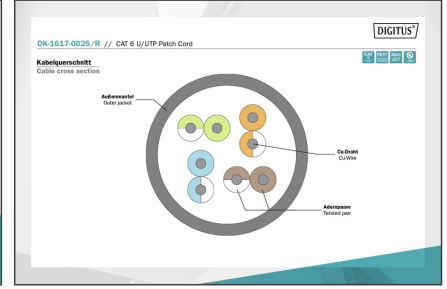 DIGITUS®
DK-1617-0025/R // CAT 6 U/UTP Patch Cord
Kabelquerschnitt
Cable cross section
Außenmantel
Outer jacket
Cu-Draht
Cu-Wire
Adernpaare
Twisted pair